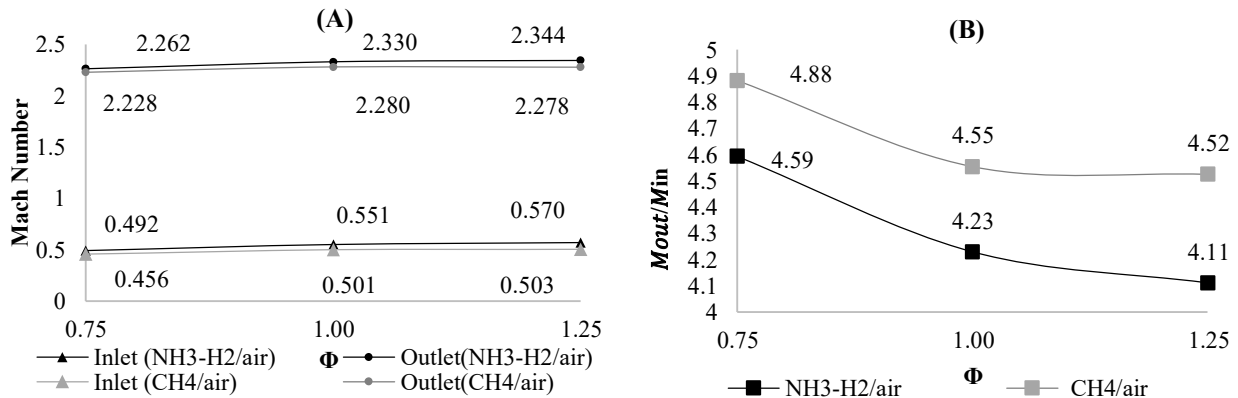 (A)
2.5
2
1.5
1
0.5
0
Mach Number
2.262 2.330 2.344
2.228 2.280 2.278
0.492 0.551 0.570
0.456 0.501 0.503
0.75 1.00 1.25
Φ
Inlet (NH3-H2/air) Outlet(NH3-H2/air)
Inlet (CH4/air) Outlet(CH4/air)
(B)
5
4.9
4.8
4.7
4.6
4.5
4.4
4.3
4.2
4.1
4
Mout/Min
4.88 4.55 4.52
4.59 4.23 4.11
0.75 1.00 1.25
Φ
NH3-H2/air CH4/air